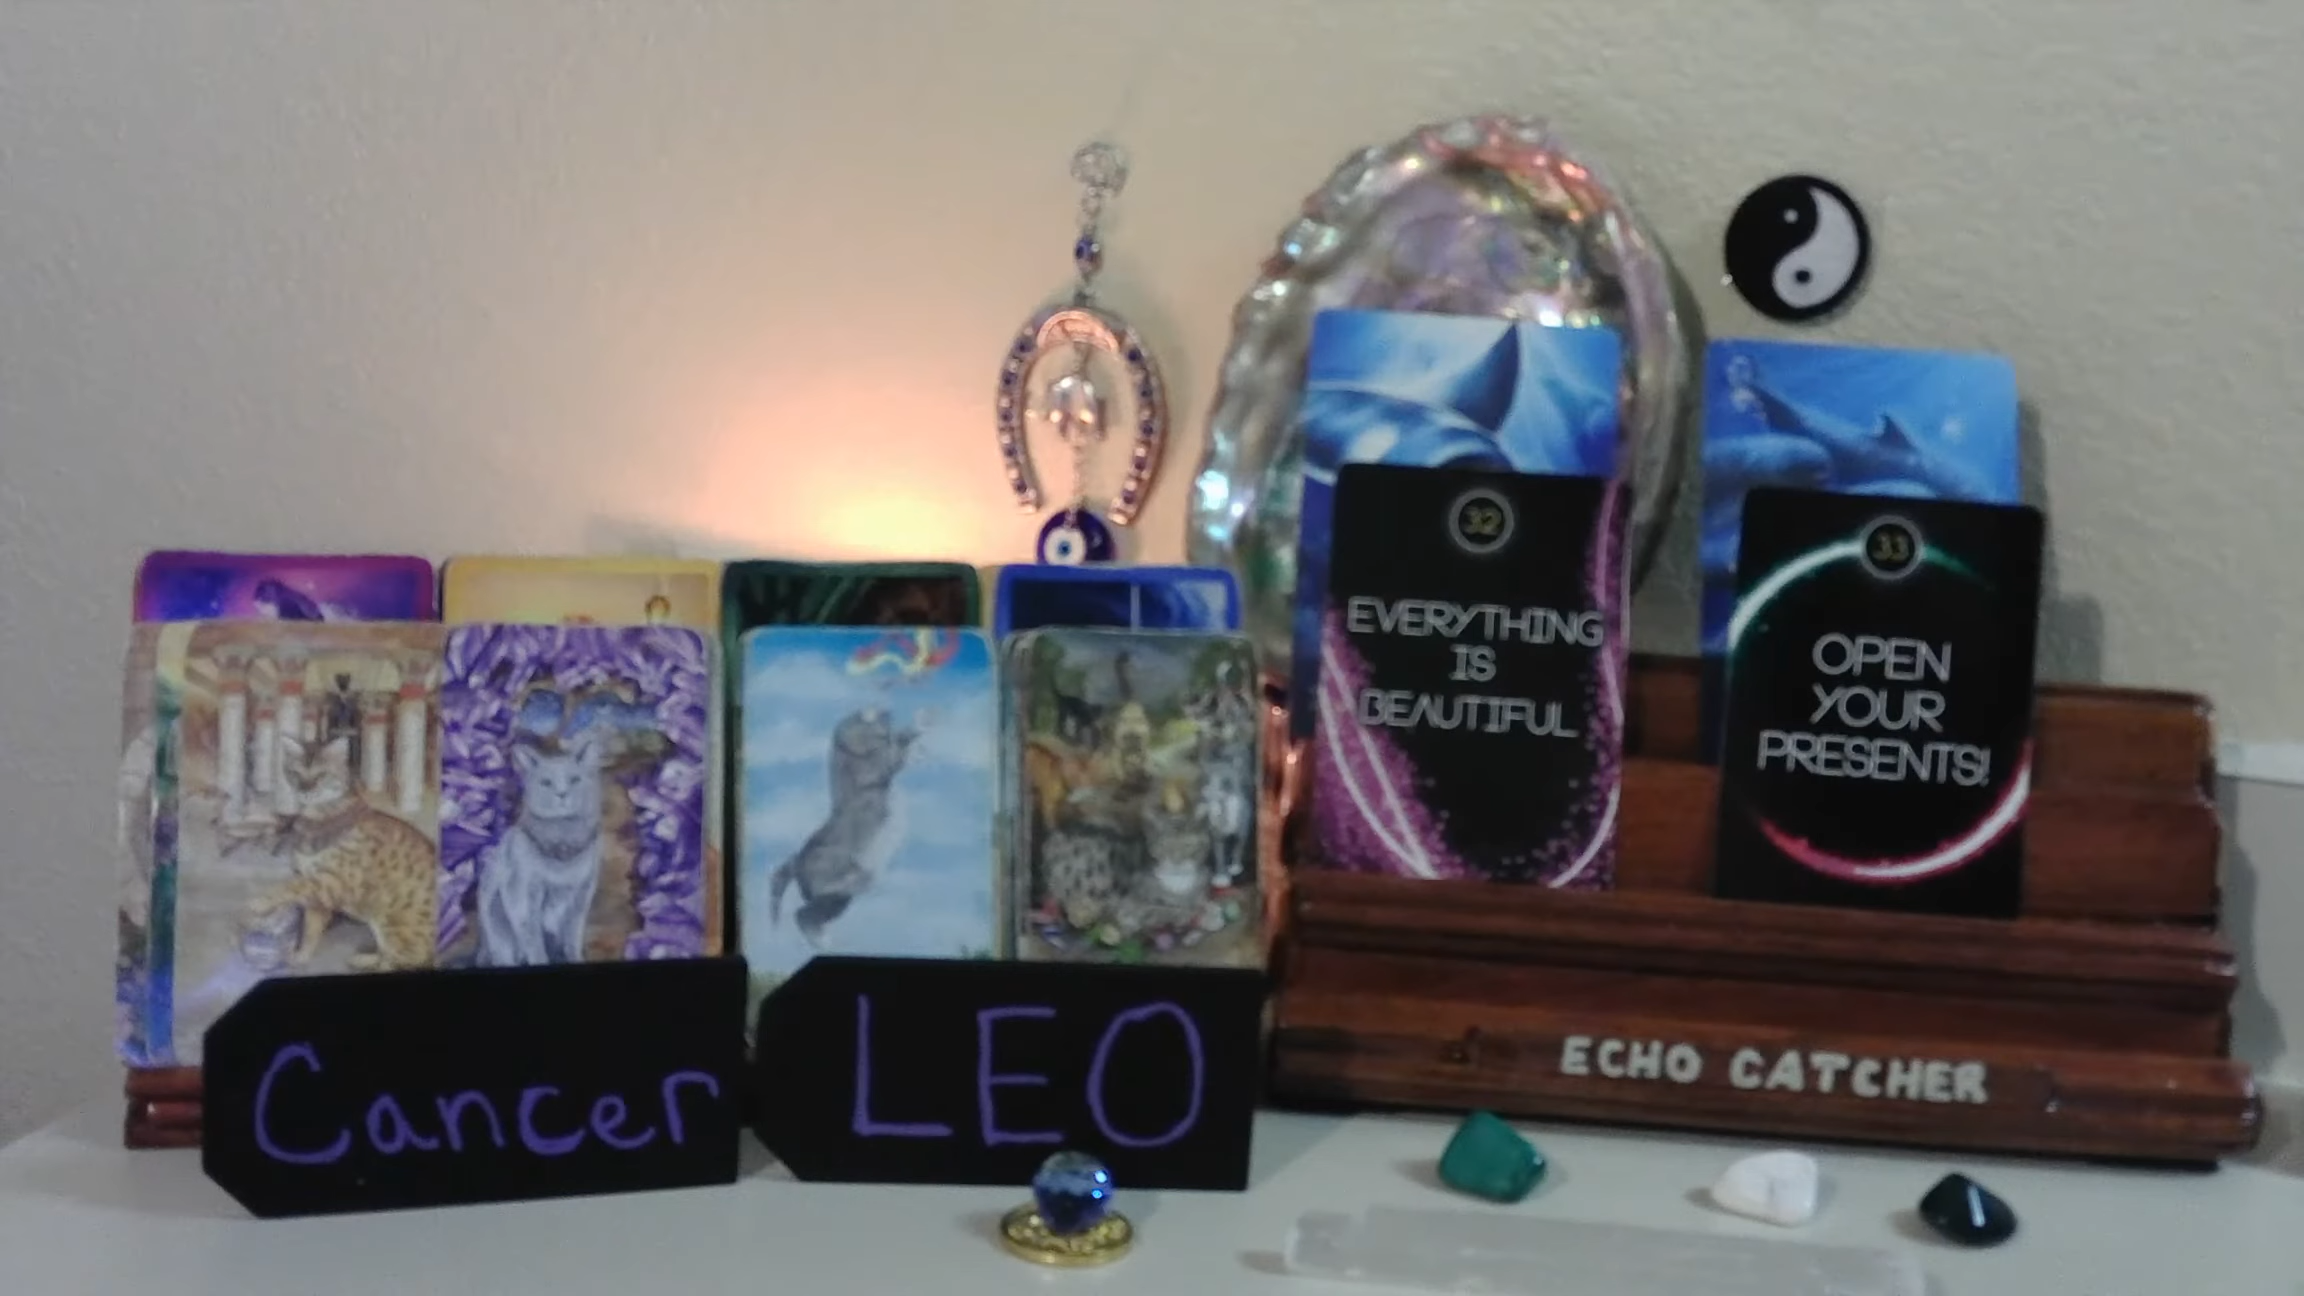 32
EVERYTHING
IS
BEAUTIFUL
33
OPEN
YOUR
PRESENTS!
Cancer
LEO
ECHO CATCHER